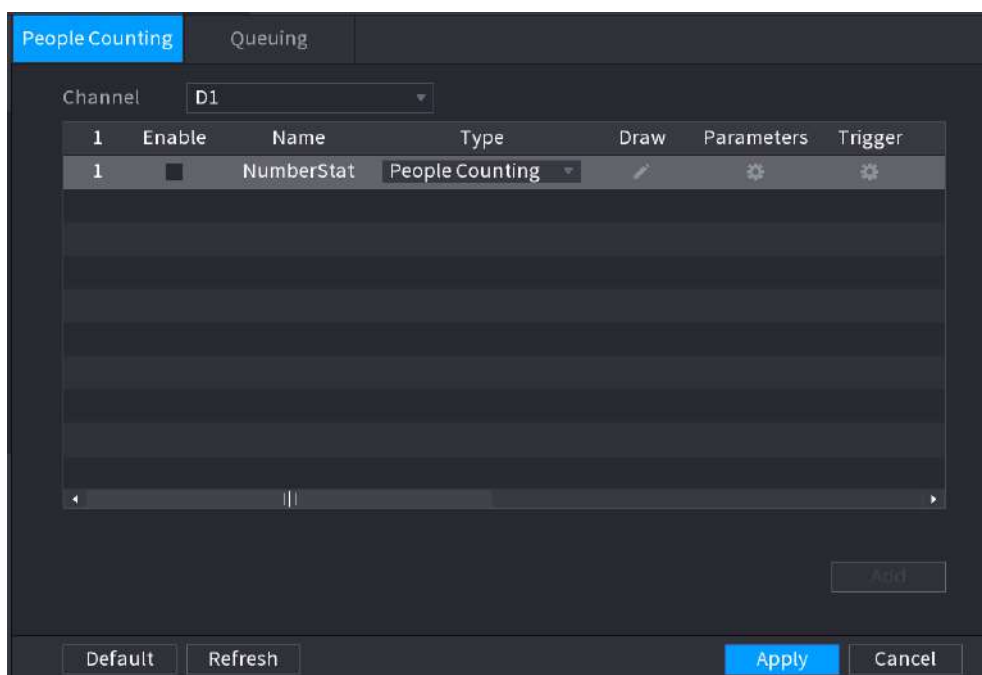 People Counting Queuing
Channel D1
1 Enable Name Type Draw Parameters Trigger
1 NumberStat People Counting
Add
Default Refresh Apply Cancel